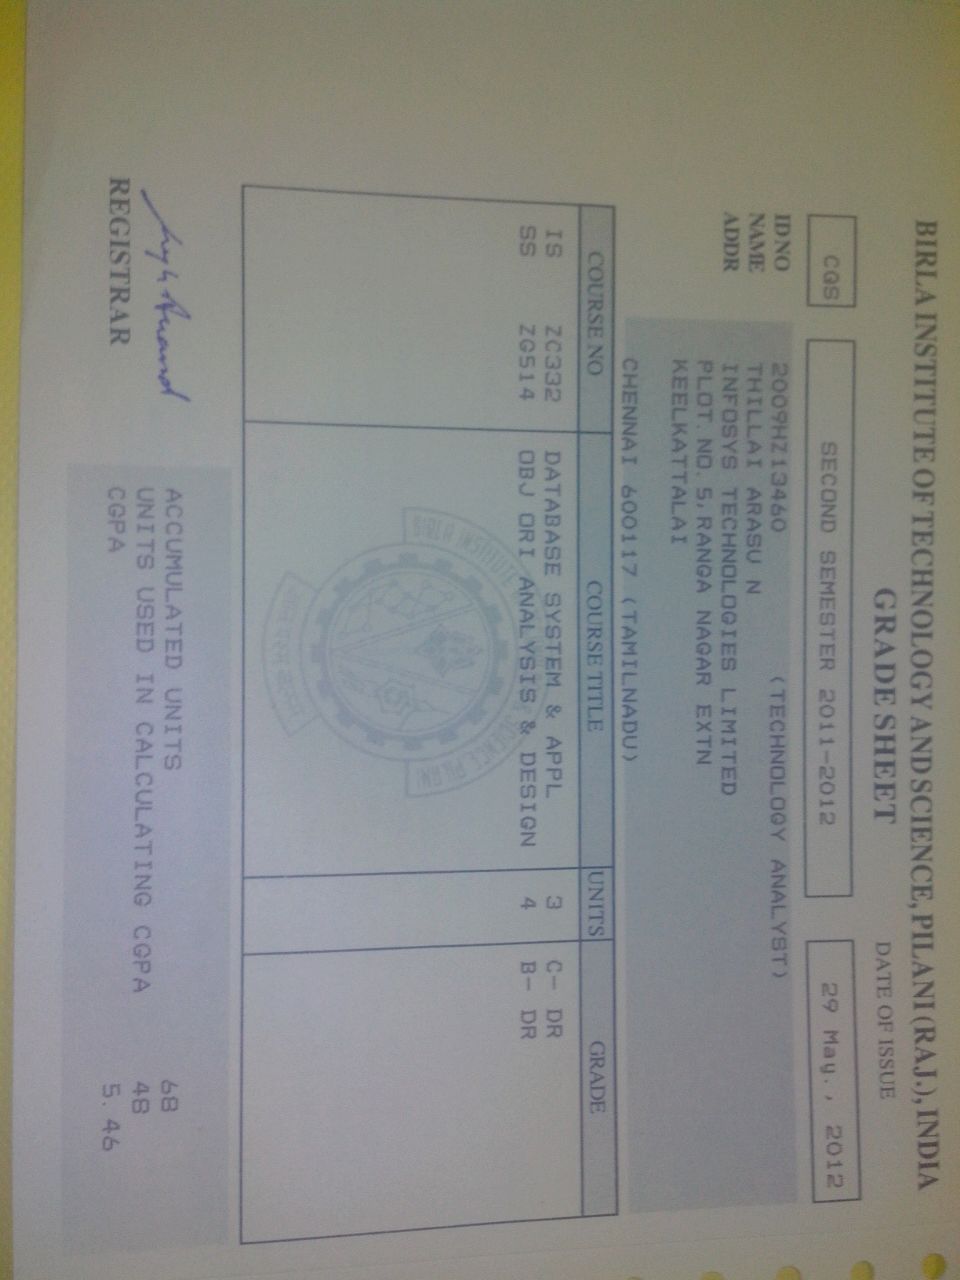 BIRLA INSTITUTE OF TECHNOLOGY AND SCIENCE, PILANI (RAJ.), INDIA
GRADE SHEET
DATE OF ISSUE
CGS SECOND SEMESTER 2011-2012 29 May., 2012
IDNO 2009HZ13460 (TECHNOLOGY ANALYST)
NAME THILLAI ARASU N
ADDR INFOSYS TECHNOLOGIES LIMITED
PLOT.NO.5,RANGA NAGAR EXTN
KEELKATTALAI
CHENNAI 600117 (TAMILNADU)
COURSE NO COURSE TITLE UNITS GRADE
IS ZC332 DATABASE SYSTEM & APPL 3 C- DR
SS ZG514 OBJ ORI ANALYSIS & DESIGN 4 B- DR
ACCUMULATED UNITS 68
UNITS USED IN CALCULATING CGPA 48
CGPA 5.46
REGISTRAR